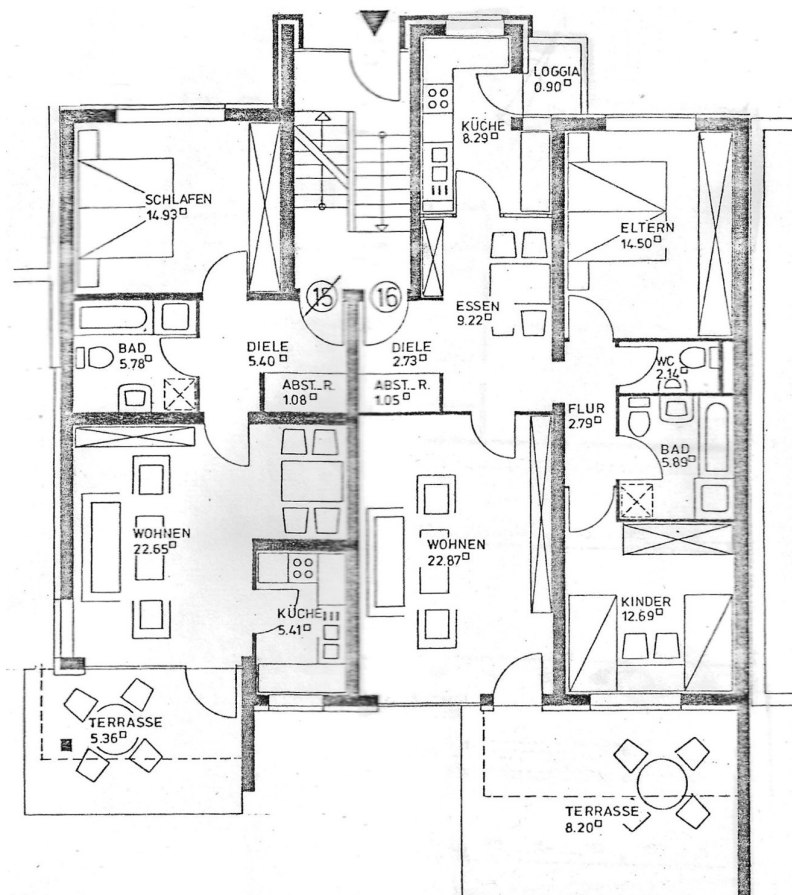 LOGGIA
0.90
KÜCHE
8.29
SCHLAFEN
14.93
ELTERN
14.50
15
16
ESSEN
9.22
BAD
5.78
DIELE
5.40
DIELE
2.73
WC
2.14
ABST.R.
1.08
ABST.R.
1.05
FLUR
2.79
BAD
5.89
WOHNEN
22.65
WOHNEN
22.87
KÜCHE
5.41
KINDER
12.69
TERRASSE
5.36
TERRASSE
8.20